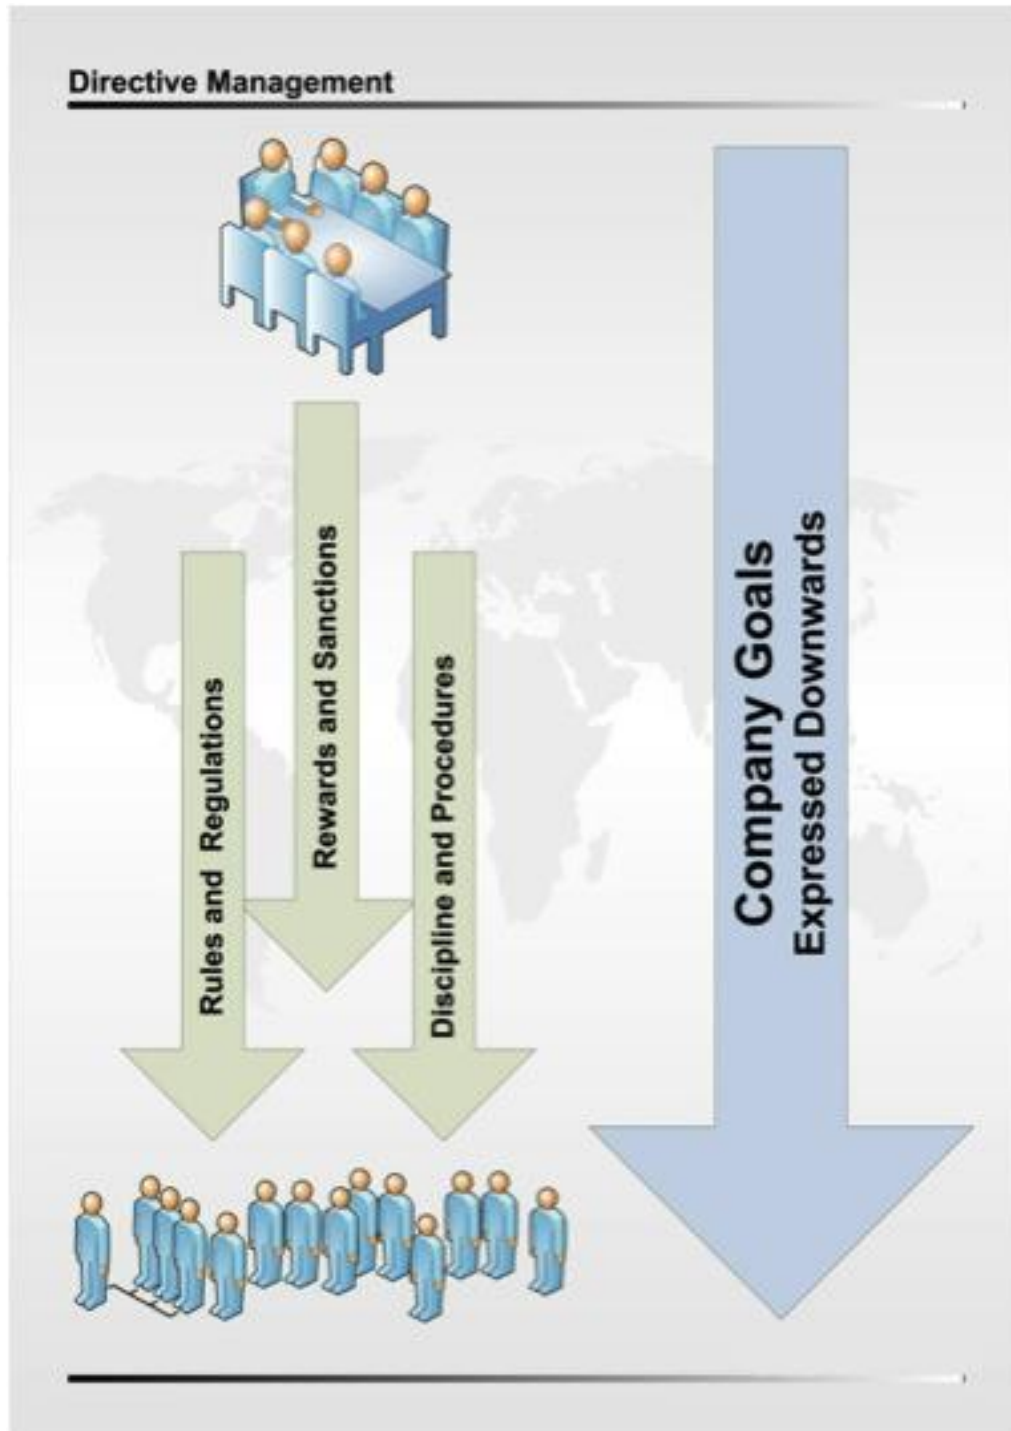 Directive Management
Rules and Regulations
Rewards and Sanctions
Discipline and Procedures
Company Goals
Expressed Downwards